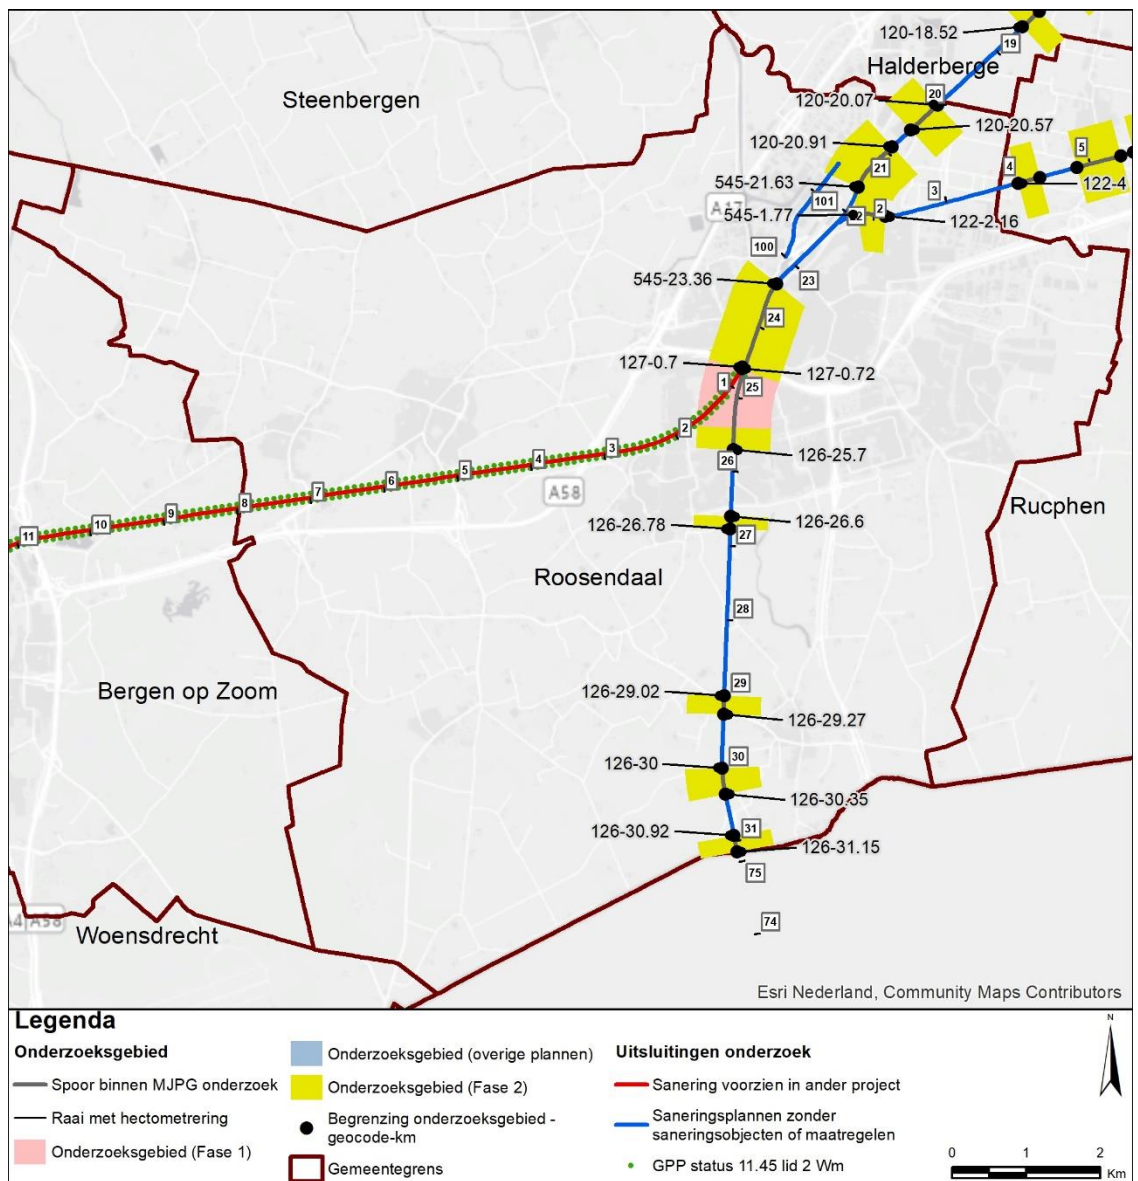 120-18.52
19
Halderberge
Steenbergen
20
120-20.07
120-20.57
120-20.91
21
5
4
545-21.63
122-4
3
A17
101
545-1.77
2
122-2.16
100
23
545-23.36
24
127-0.7
127-0.72
1
25
2
3
126-25.7
26
4
5
6
A58
7
8
9
10
11
Rucphen
126-26.6
126-26.78
27
Roosendaal
28
29
126-29.02
Bergen op Zoom
126-29.27
30
126-30
126-30.35
31
126-30.92
126-31.15
75
A4 A58
74
Woensdrecht
Esri Nederland, Community Maps Contributors
Legenda
Onderzoeksgebied
Spoor binnen MJPG onderzoek
Raai met hectometrering
Onderzoeksgebied (Fase 1)
Onderzoeksgebied (overige plannen)
Onderzoeksgebied (Fase 2)
Begrenzing onderzoeksgebied -
geocode-km
Gemeentegrens
Uitsluitingen onderzoek
Sanering voorzien in ander project
Saneringsplannen zonder
saneringsobjecten of maatregelen
GPP status 11.45 lid 2 Wm
N
0 1 2
Km